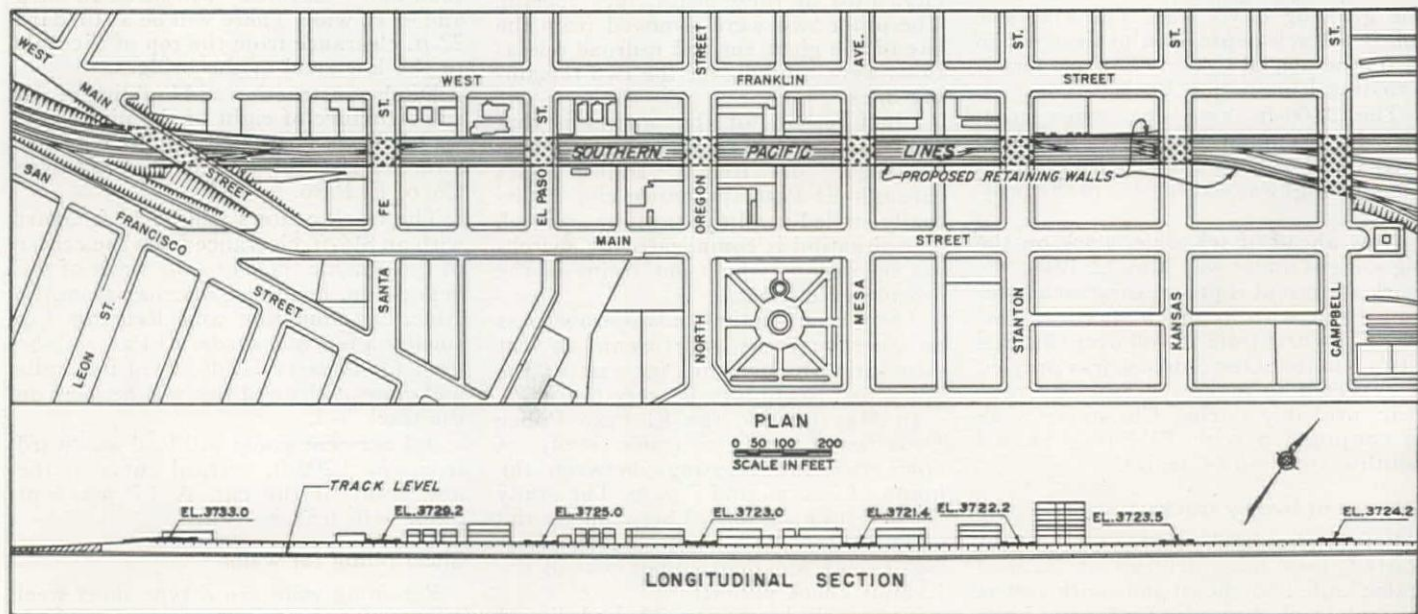 WEST
FRANKLIN
STREET
WEST
MAIN
STREET
FE
ST.
EL PASO
ST.
OREGON
STREET
AVE.
ST.
ST.
ST.
SOUTHERN PACIFIC LINES
PROPOSED RETAINING WALLS
SAN
FRANCISCO
STREET
MAIN
STREET
LEON
ST.
SANTA
NORTH
MESA
STANTON
KANSAS
CAMPBELL
PLAN
0 50 100 200
SCALE IN FEET
TRACK LEVEL
EL.3733.0
EL.3729.2
EL.3725.0
EL.3723.0
EL.3721.4
EL.3722.2
EL.3723.5
EL.3724.2
LONGITUDINAL SECTION